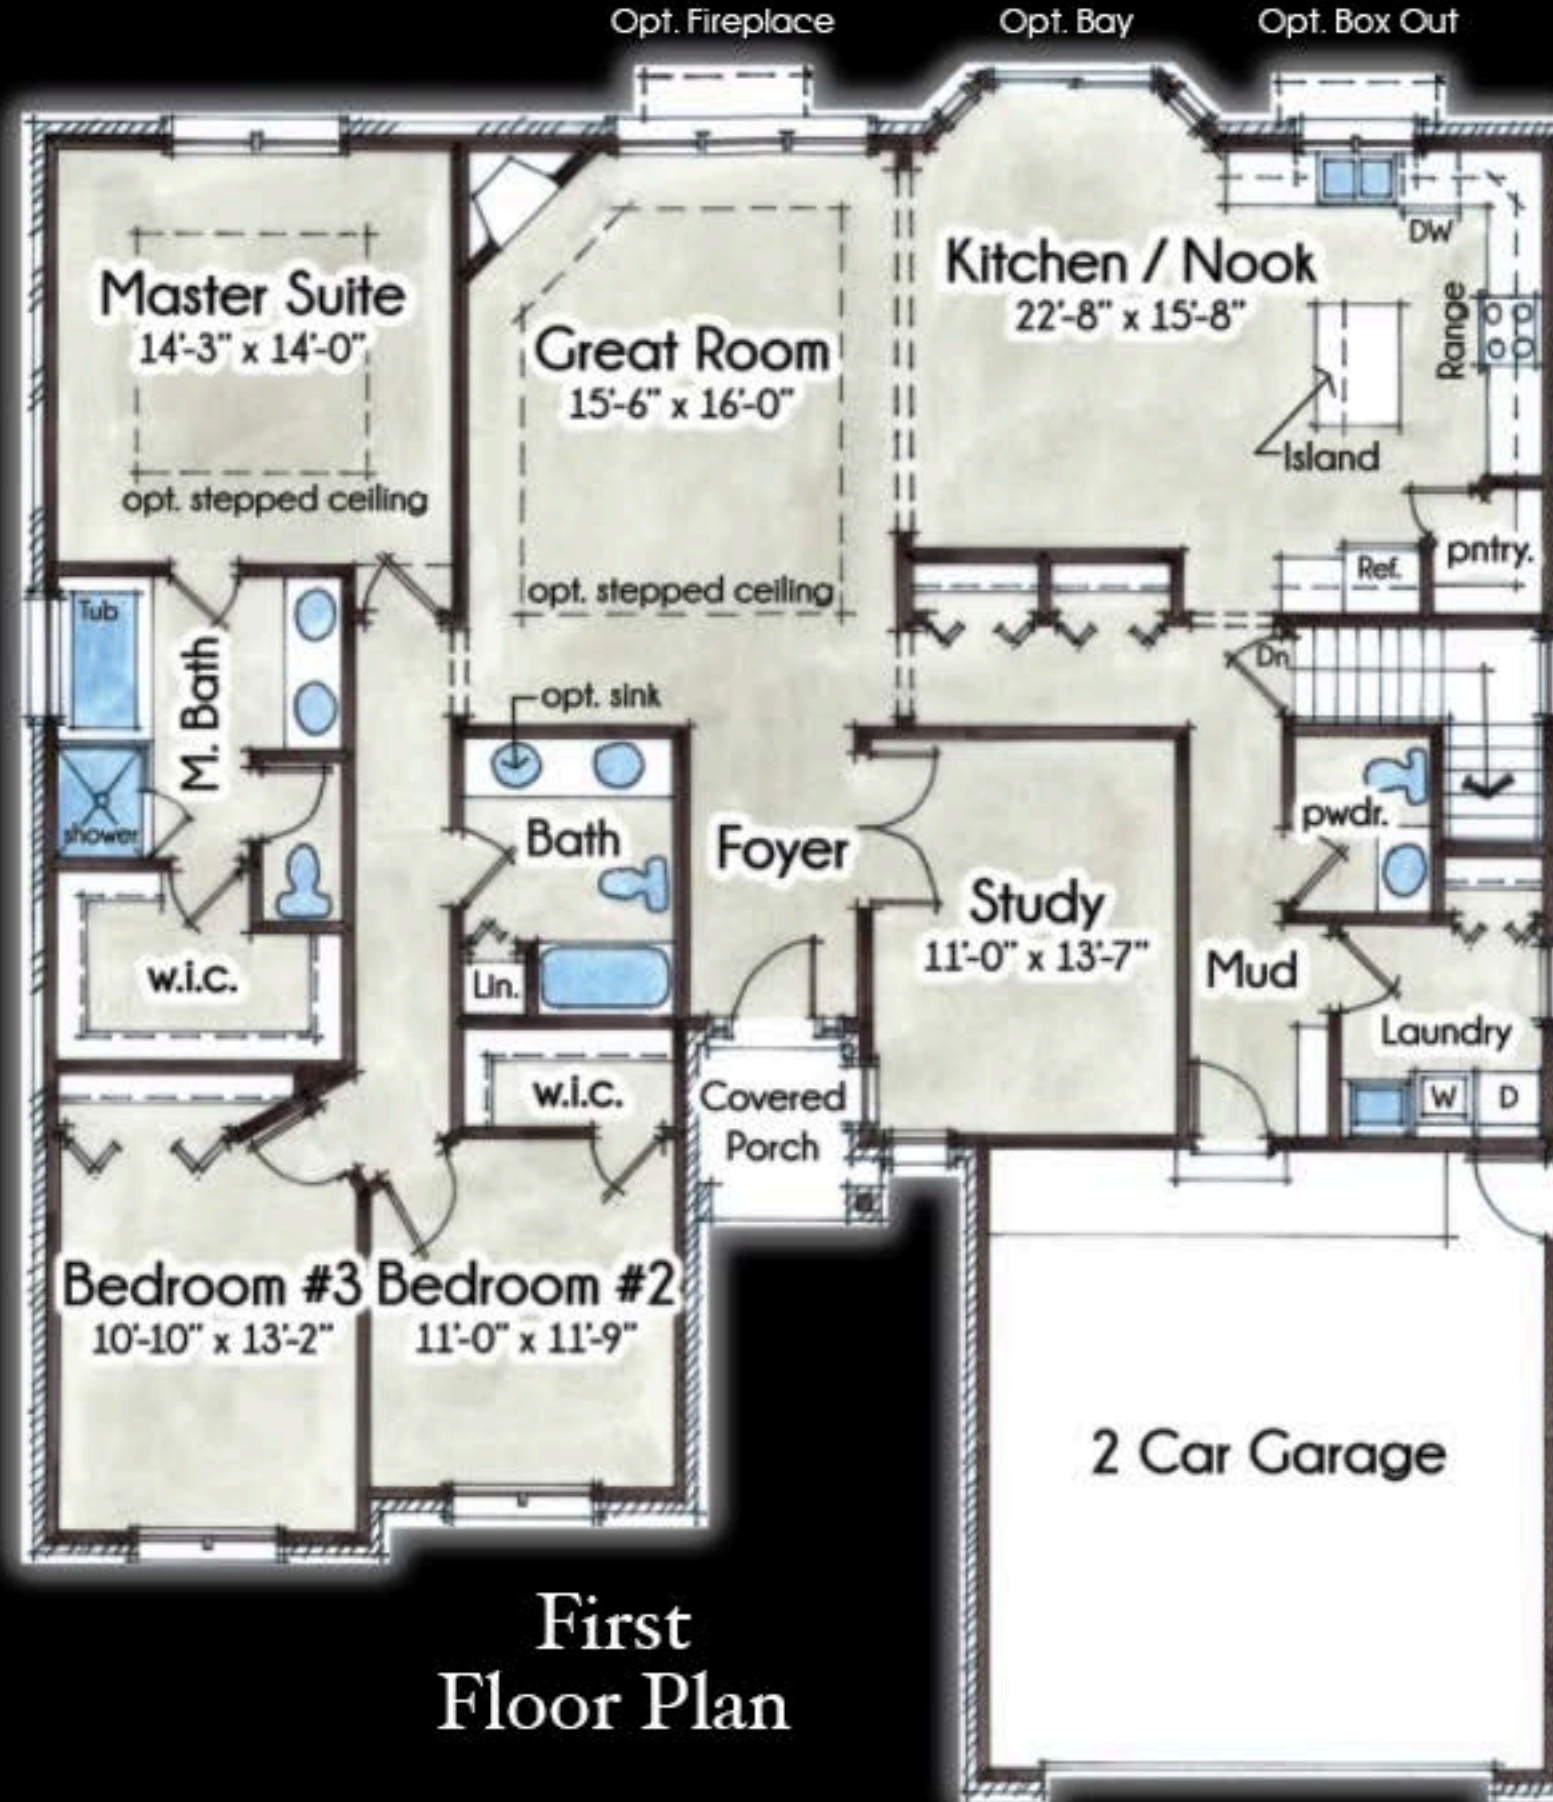 Opt. Fireplace
Opt. Bay
Opt. Box Out
Master Suite
14'-3" x 14'-0"
opt. stepped ceiling
Great Room
15'-6" x 16'-0"
opt. stepped ceiling
Kitchen / Nook
22'-8" x 15'-8"
DW
Range
Island
Ref.
pntry.
Tub
M. Bath
shower
opt. sink
Bath
Lin.
Foyer
Dn
pwdr.
Study
11'-0" x 13'-7"
Mud
Laundry
W
D
w.i.c.
w.i.c.
Covered
Porch
Bedroom #3
10'-10" x 13'-2"
Bedroom #2
11'-0" x 11'-9"
2 Car Garage
First
Floor Plan